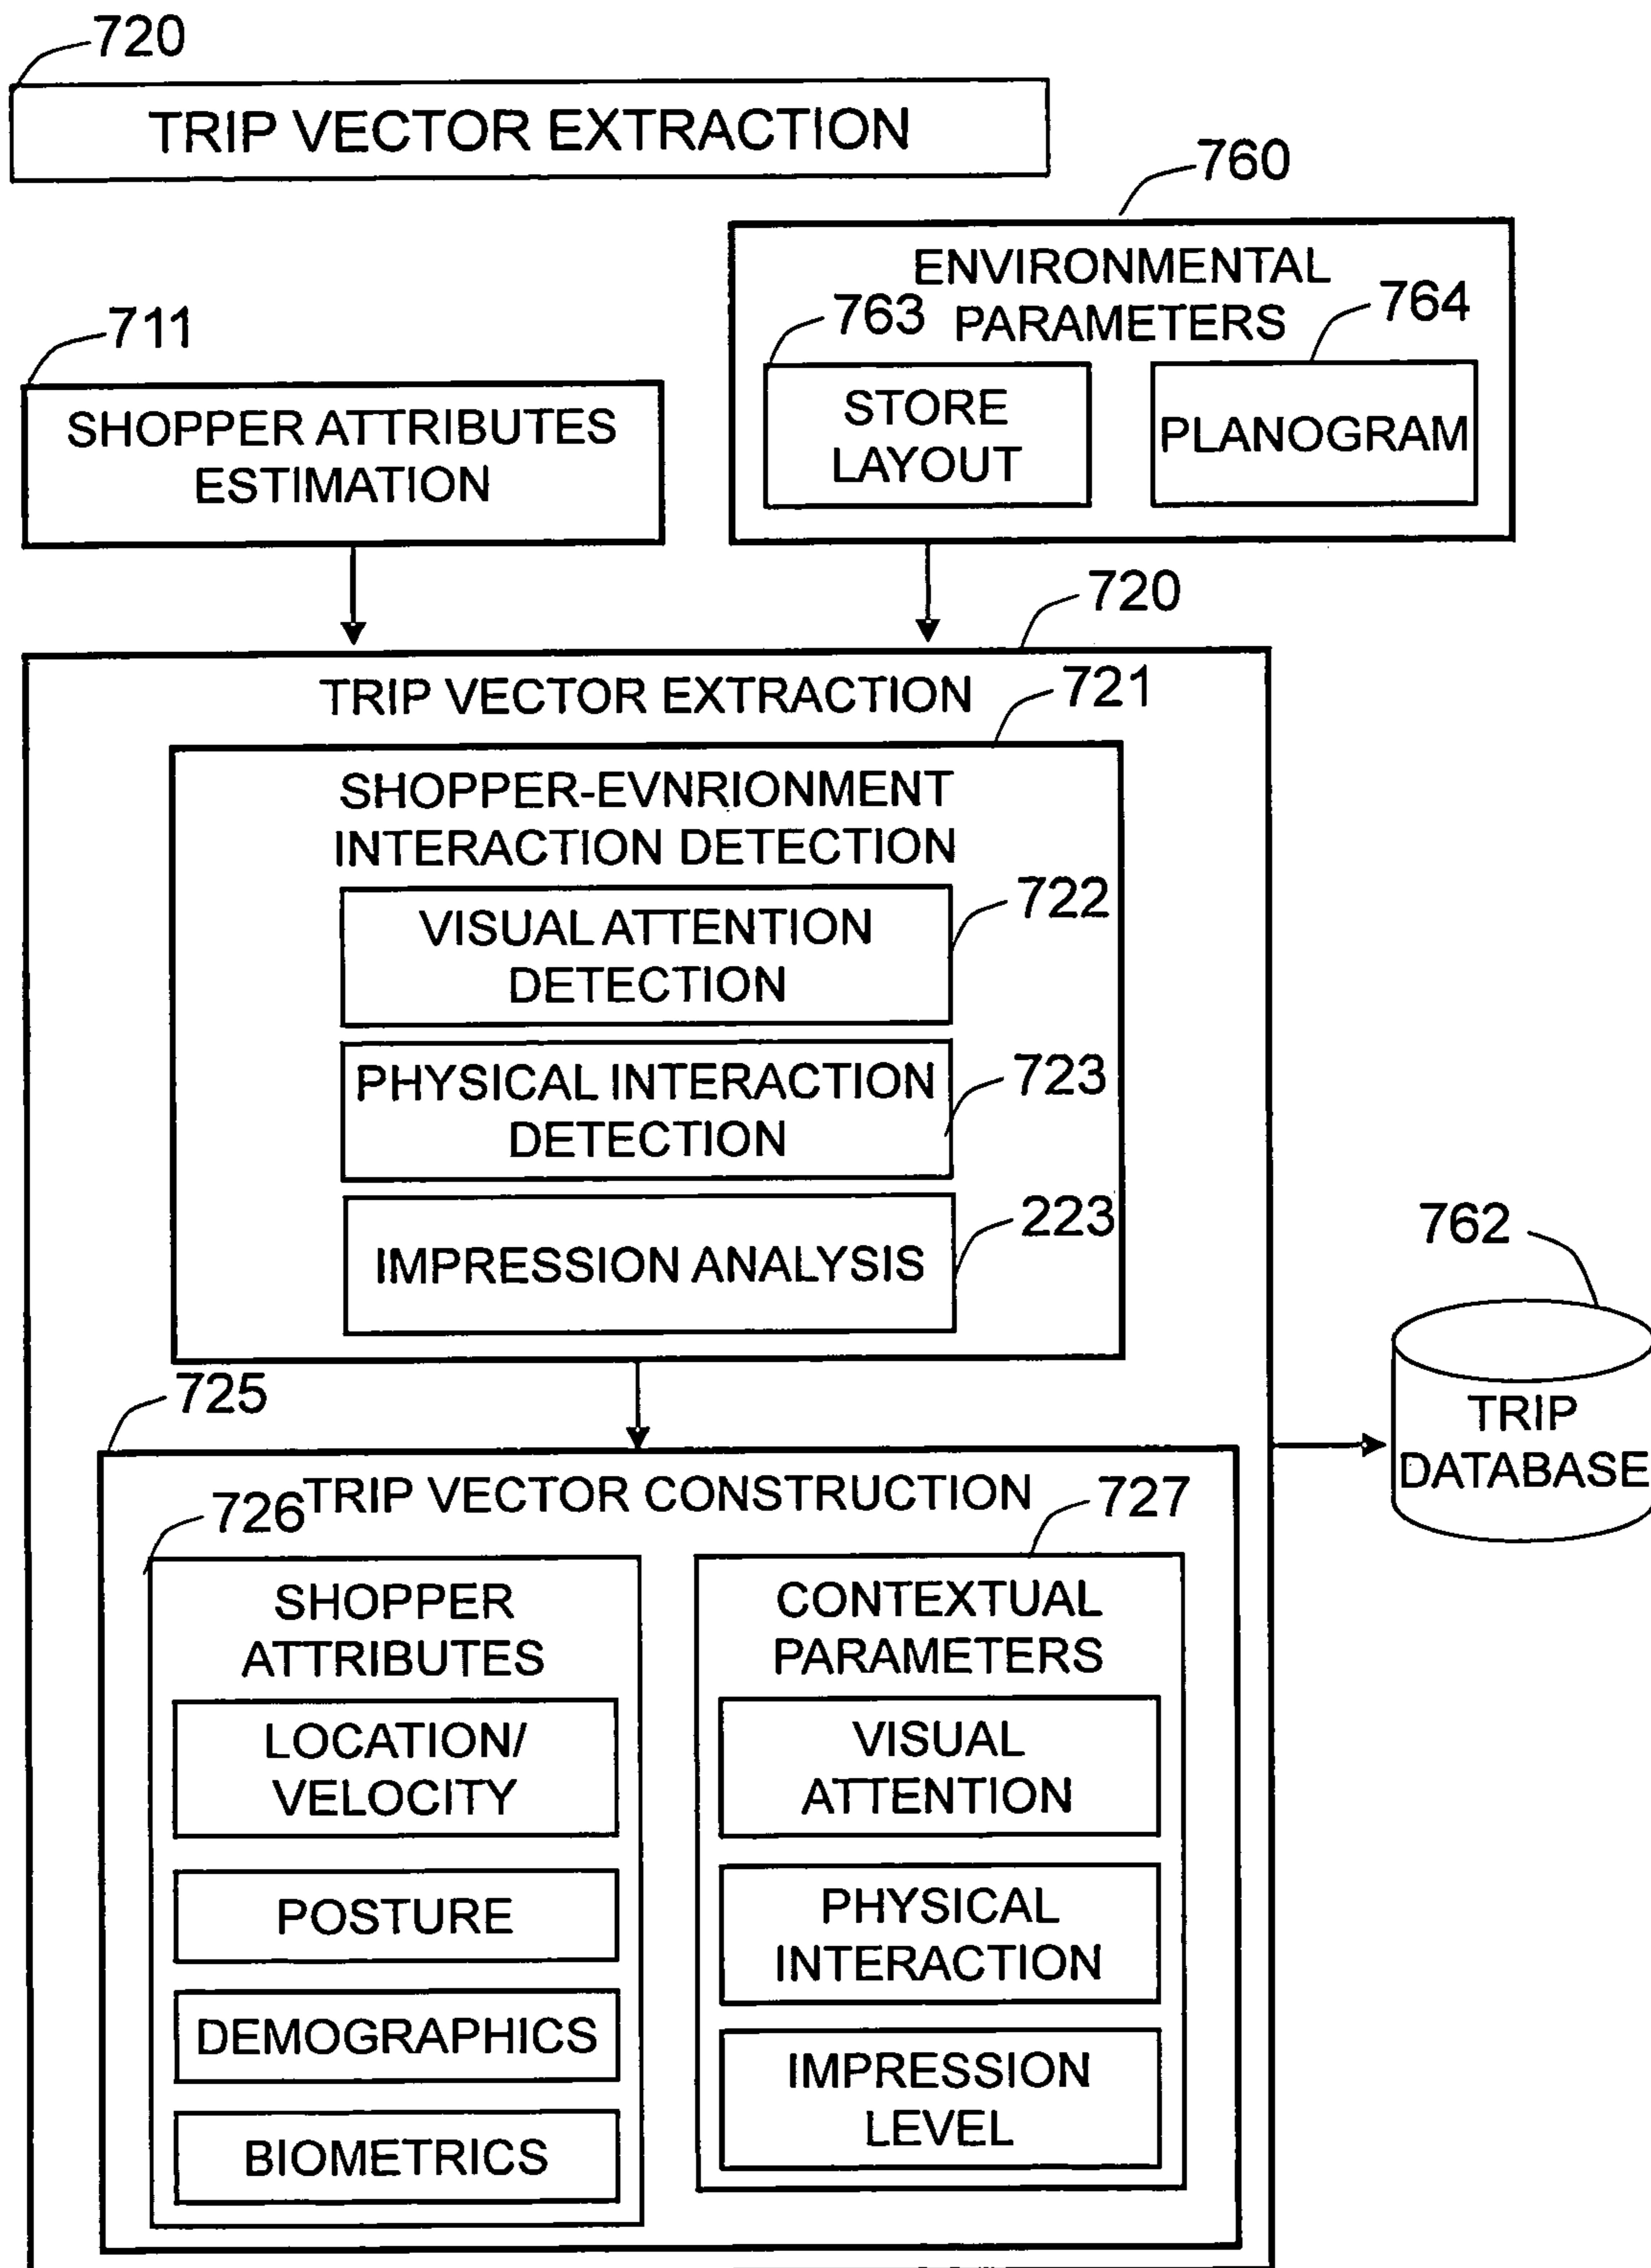 720
TRIP VECTOR EXTRACTION
760
ENVIRONMENTAL
PARAMETERS
763
764
711
STORE
LAYOUT
PLANOGRAM
SHOPPER ATTRIBUTES
ESTIMATION
720
TRIP VECTOR EXTRACTION
721
SHOPPER-EVNRIONMENT
INTERACTION DETECTION
722
VISUAL ATTENTION
DETECTION
723
PHYSICAL INTERACTION
DETECTION
223
IMPRESSION ANALYSIS
762
TRIP
DATABASE
725
TRIP VECTOR CONSTRUCTION
726
727
SHOPPER
ATTRIBUTES
LOCATION/
VELOCITY
POSTURE
DEMOGRAPHICS
BIOMETRICS
CONTEXTUAL
PARAMETERS
VISUAL
ATTENTION
PHYSICAL
INTERACTION
IMPRESSION
LEVEL